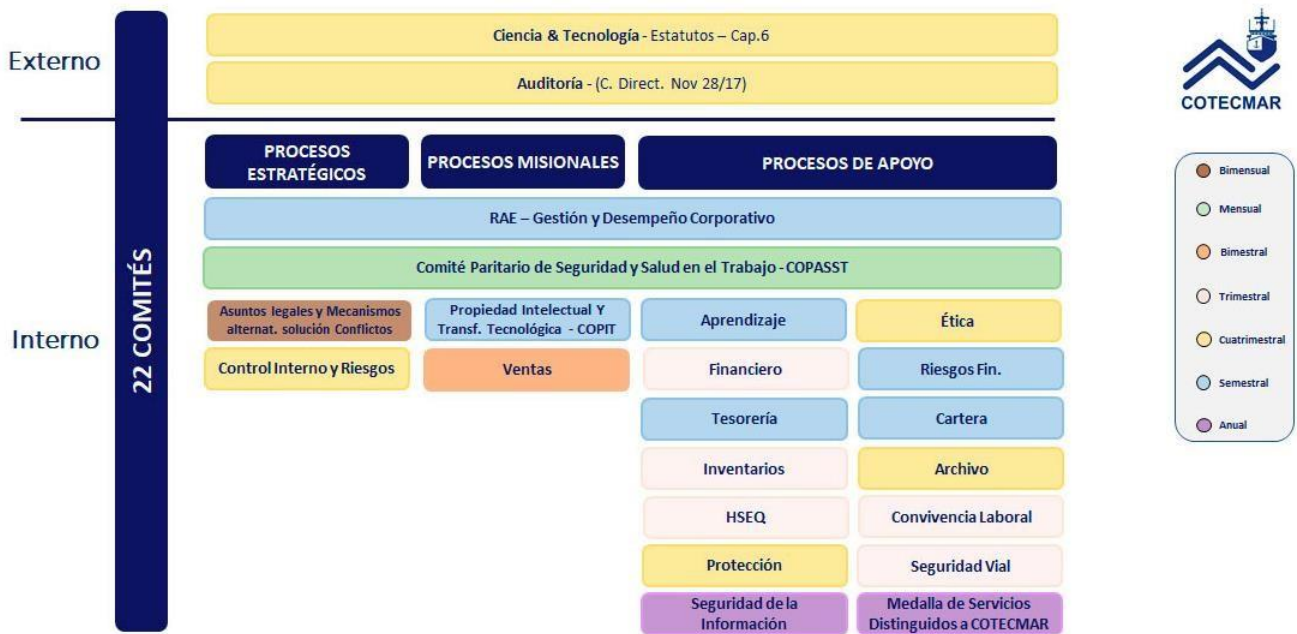 Externo
Ciencia & Tecnología - Estatutos – Cap.6
Auditoría - (C. Direct. Nov 28/17)
COTECMAR
22 COMITÉS
Interno
PROCESOS
ESTRATÉGICOS
PROCESOS MISIONALES
PROCESOS DE APOYO
RAE – Gestión y Desempeño Corporativo
Comité Paritario de Seguridad y Salud en el Trabajo - COPASST
Asuntos legales y Mecanismos
alternat. solución Conflictos
Control Interno y Riesgos
Propiedad Intelectual Y
Transf. Tecnológica - COPIT
Ventas
Aprendizaje
Ética
Financiero
Riesgos Fin.
Tesorería
Cartera
Inventarios
Archivo
HSEQ
Convivencia Laboral
Protección
Seguridad Vial
Seguridad de la
Información
Medalla de Servicios
Distinguidos a COTECMAR
Bimensual
Mensual
Bimestral
Trimestral
Cuatrimestral
Semestral
Anual